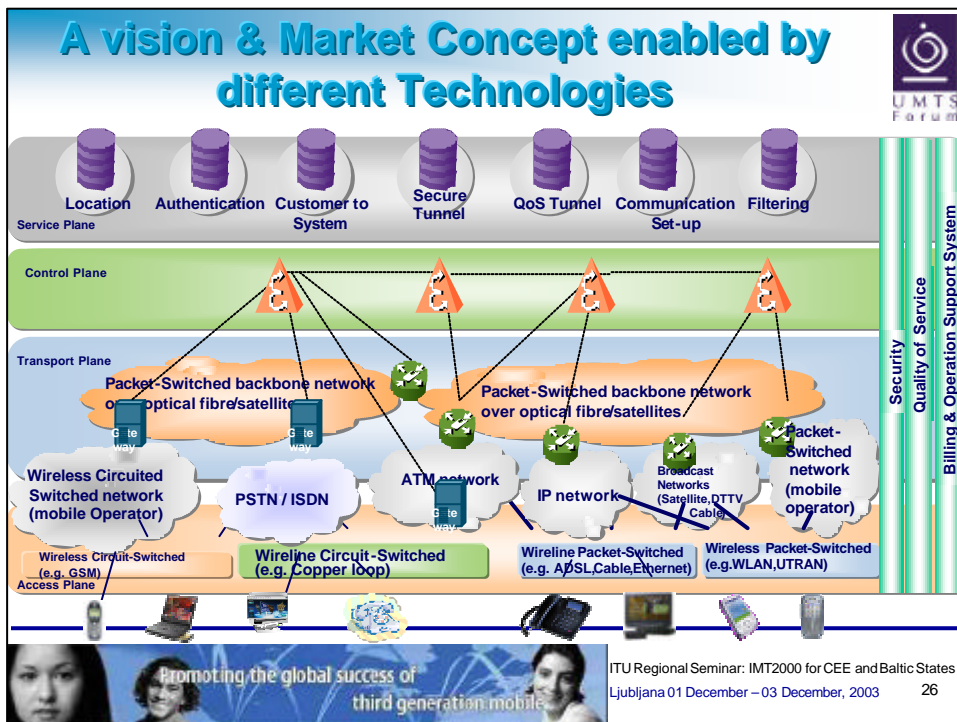 A vision & Market Concept enabled by
different Technologies
UMTS
Forum
Location
Authentication
Customer to
System
Secure
Tunnel
QoS Tunnel
Communication
Set-up
Filtering
Service Plane
Control Plane
Transport Plane
Packet-Switched backbone network
over optical fibre/satellites
Packet-Switched backbone network
over optical fibre/satellites
Gate
way
Gate
way
Gate
way
Wireless Circuited
Switched network
(mobile Operator)
PSTN / ISDN
ATM network
IP network
Broadcast
Networks
(Satellite,DTTV
Cable)
Packet-
Switched
network
(mobile
operator)
Wireless Circuit-Switched
(e.g. GSM)
Wireline Circuit-Switched
(e.g. Copper loop)
Wireline Packet-Switched
(e.g. ADSL,Cable,Ethernet)
Wireless Packet-Switched
(e.g.WLAN,UTRAN)
Access Plane
Security
Quality of Service
Billing & Operation Support System
Promoting the global success of
third generation mobile
ITU Regional Seminar: IMT2000 for CEE and Baltic States
Ljubljana 01 December – 03 December, 2003
26